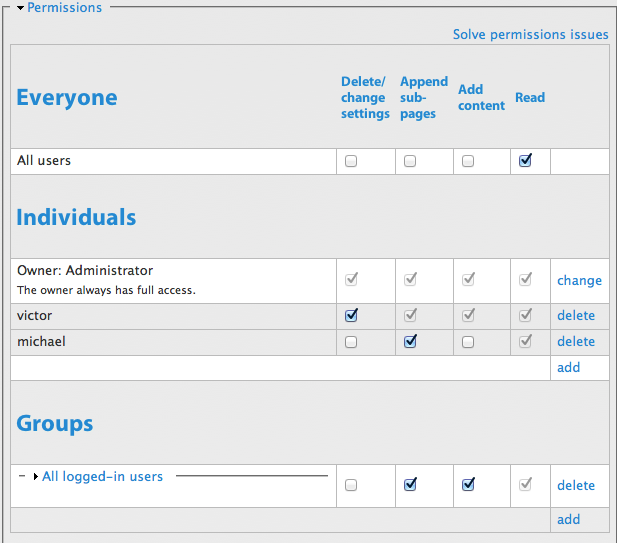 Permissions
Solve permissions issues
Everyone
Delete/
change
settings
Append
sub-
pages
Add
content
Read
All users
Individuals
Owner: Administrator
The owner always has full access.
change
victor
delete
michael
delete
add
Groups
All logged-in users
delete
add